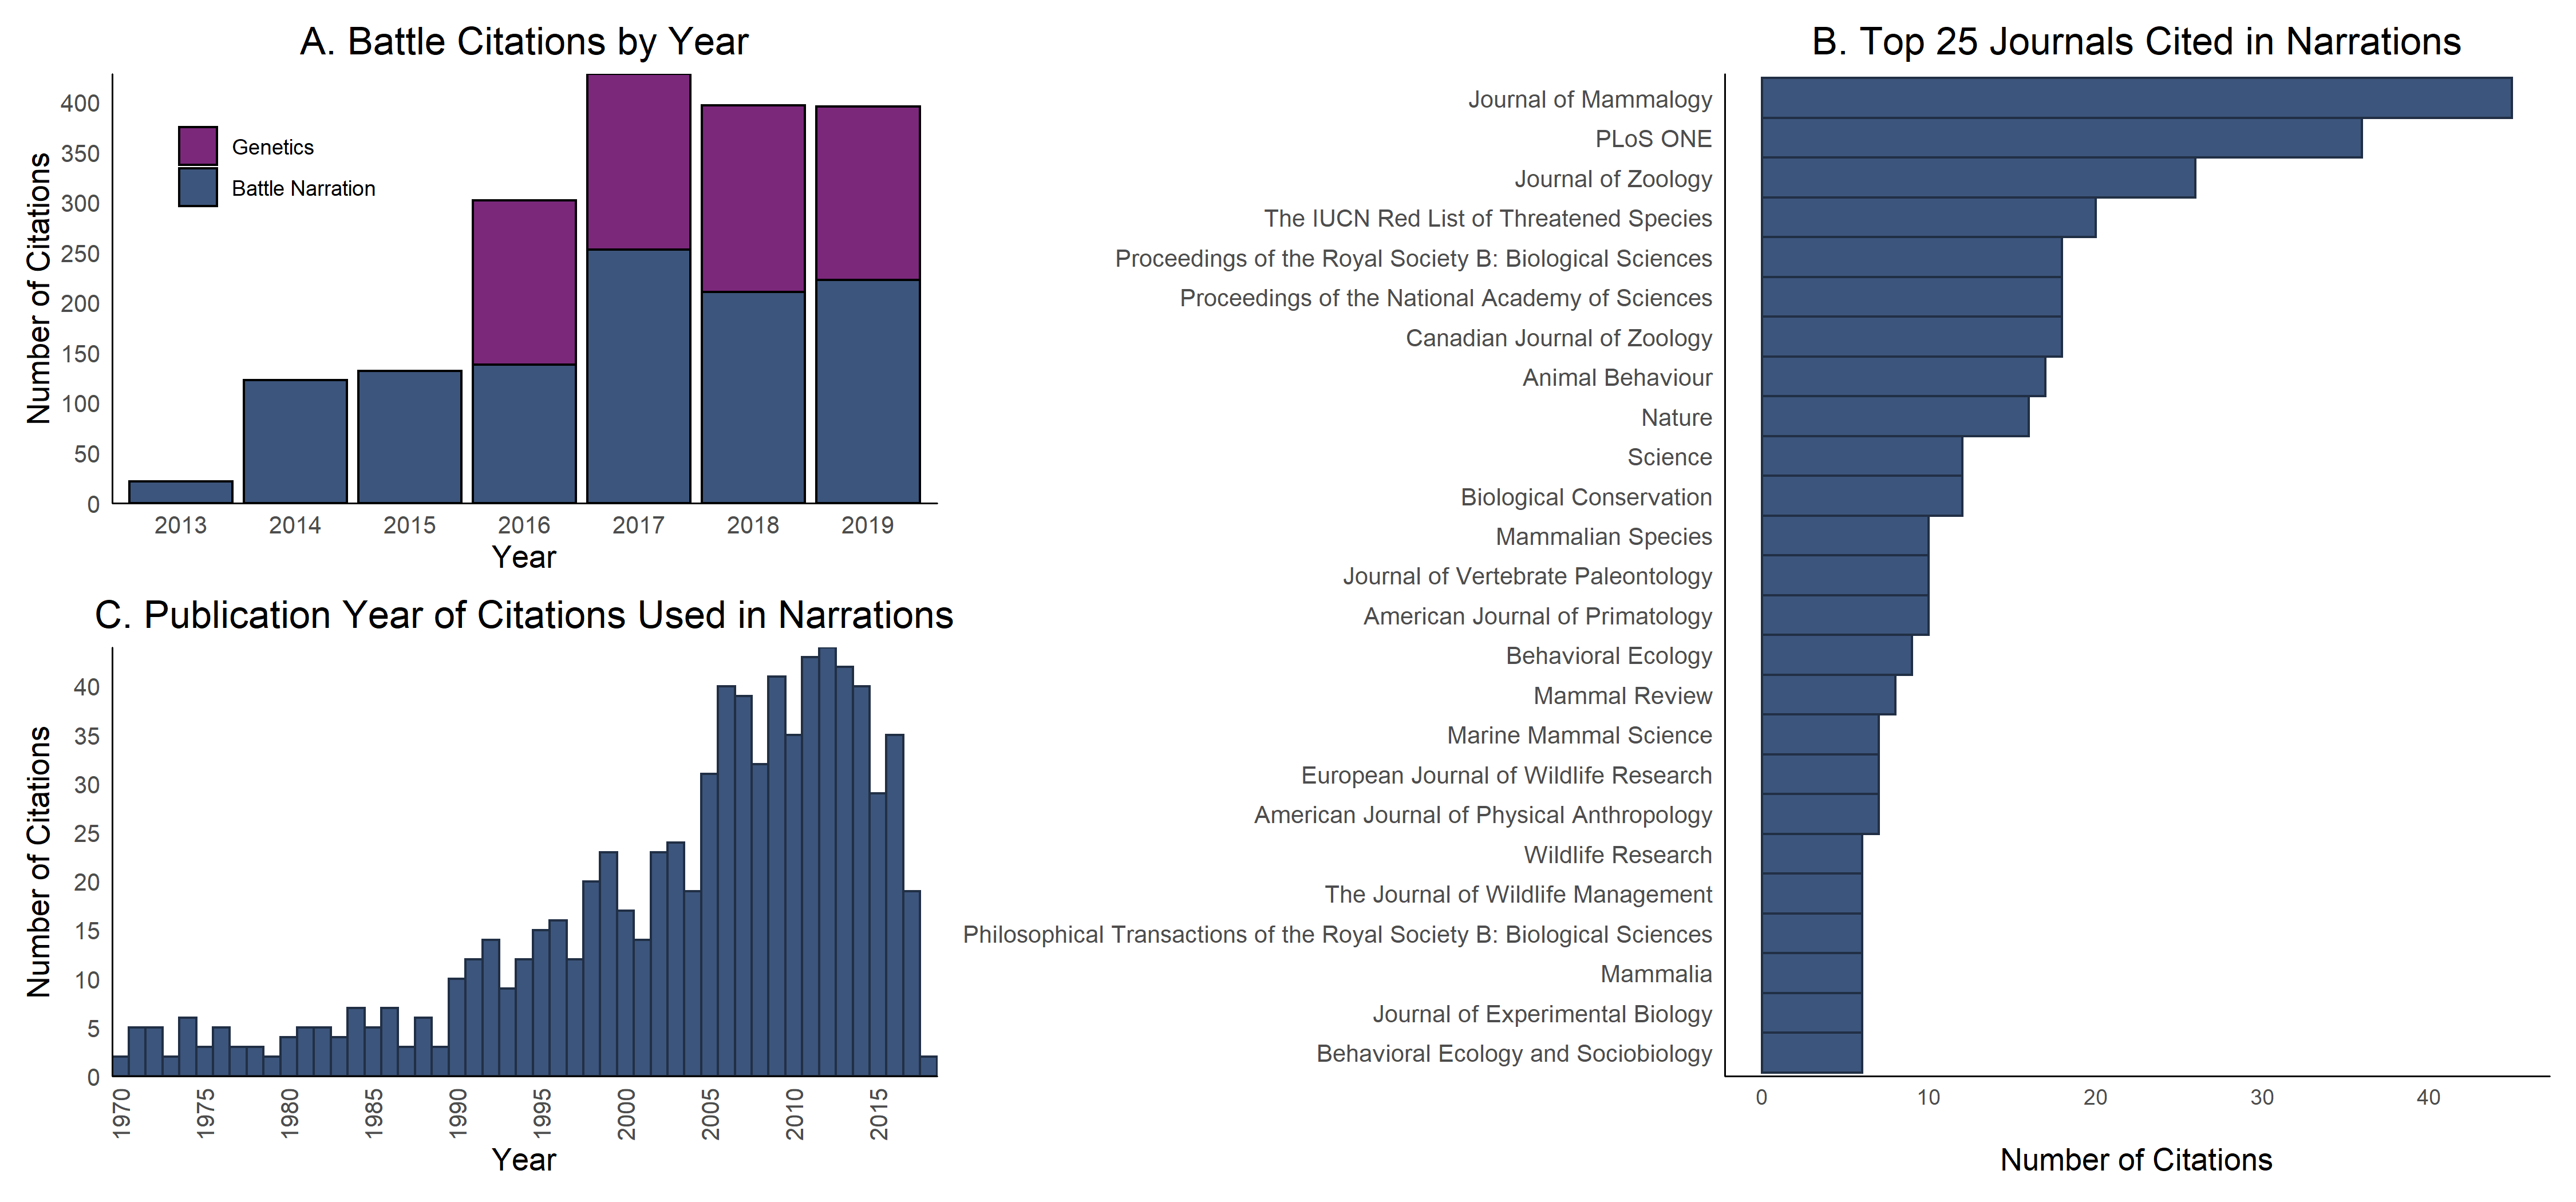 A. Battle Citations by Year
Number of Citations
400
350
300
250
200
150
100
50
0
Genetics
Battle Narration
2013 2014 2015 2016 2017 2018 2019
Year
C. Publication Year of Citations Used in Narrations
Number of Citations
40
35
30
25
20
15
10
5
0
1970 1975 1980 1985 1990 1995 2000 2005 2010 2015
Year
B. Top 25 Journals Cited in Narrations
Journal of Mammalogy
PLoS ONE
Journal of Zoology
The IUCN Red List of Threatened Species
Proceedings of the Royal Society B: Biological Sciences
Proceedings of the National Academy of Sciences
Canadian Journal of Zoology
Animal Behaviour
Nature
Science
Biological Conservation
Mammalian Species
Journal of Vertebrate Paleontology
American Journal of Primatology
Behavioral Ecology
Mammal Review
Marine Mammal Science
European Journal of Wildlife Research
American Journal of Physical Anthropology
Wildlife Research
The Journal of Wildlife Management
Philosophical Transactions of the Royal Society B: Biological Sciences
Mammalia
Journal of Experimental Biology
Behavioral Ecology and Sociobiology
0 10 20 30 40
Number of Citations